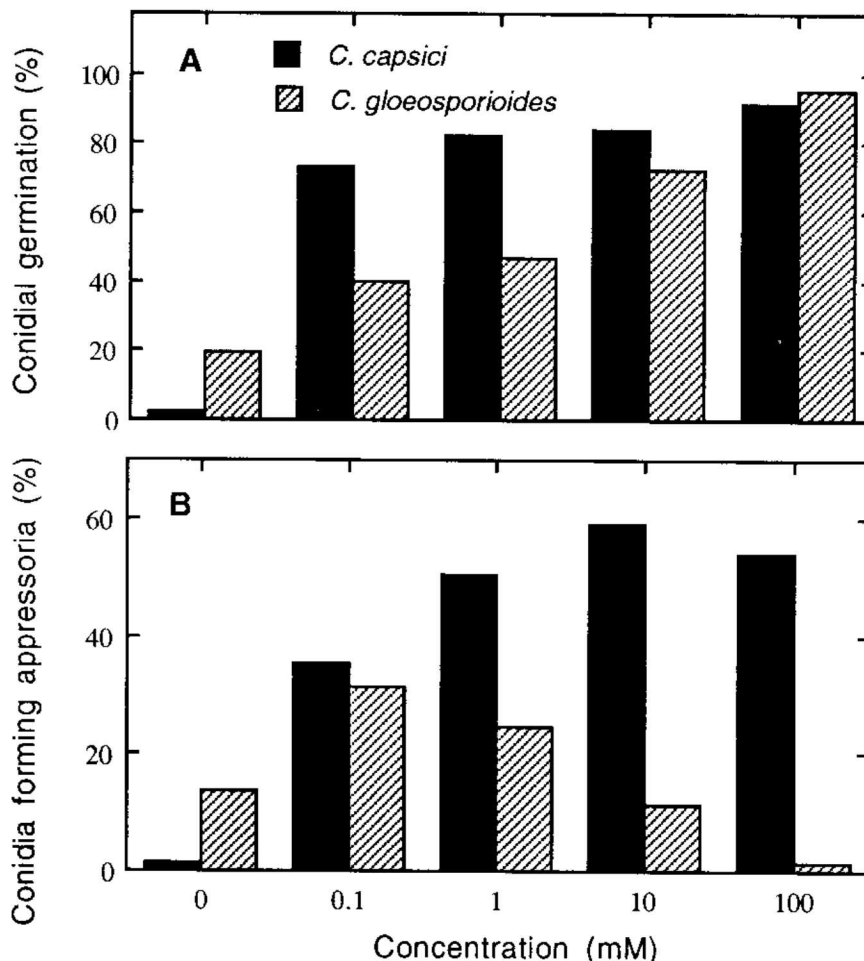 A
C. capsici
C. gloeosporioides
Conidial germination (%)
100
80
60
40
20
0
B
Conidia forming appressoria (%)
60
40
20
0
0 0.1 1 10 100
Concentration (mM)